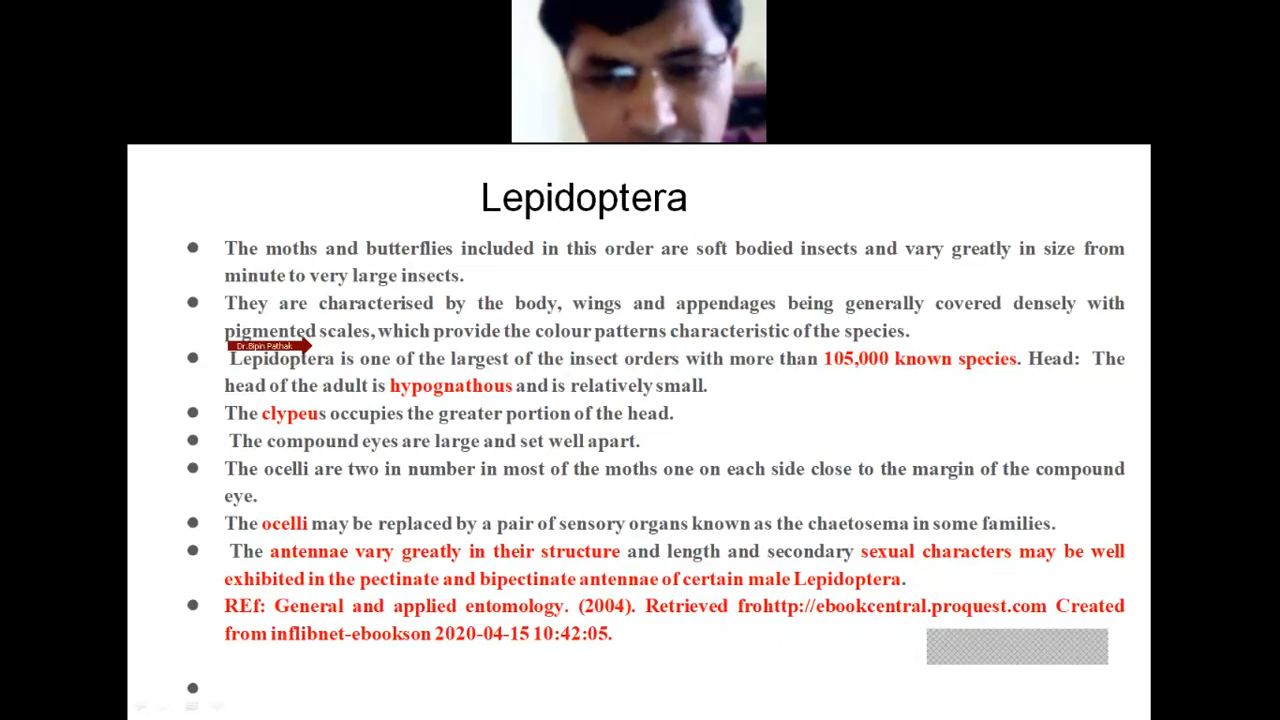 Lepidoptera
The moths and butterflies included in this order are soft bodied insects and vary greatly in size from
minute to very large insects.
They are characterised by the body, wings and appendages being generally covered densely with
pigmented scales, which provide the colour patterns characteristic of the species.
Dr.Bipin Pathak
Lepidoptera is one of the largest of the insect orders with more than 105,000 known species. Head: The
head of the adult is hypognathous and is relatively small.
The clypeus occupies the greater portion of the head.
The compound eyes are large and set well apart.
The ocelli are two in number in most of the moths one on each side close to the margin of the compound
eye.
The ocelli may be replaced by a pair of sensory organs known as the chaetosema in some families.
The antennae vary greatly in their structure and length and secondary sexual characters may be well
exhibited in the pectinate and bipectinate antennae of certain male Lepidoptera.
REf: General and applied entomology. (2004). Retrieved frohttp://ebookcentral.proquest.com Created
from inflibnet-ebookson 2020-04-15 10:42:05.